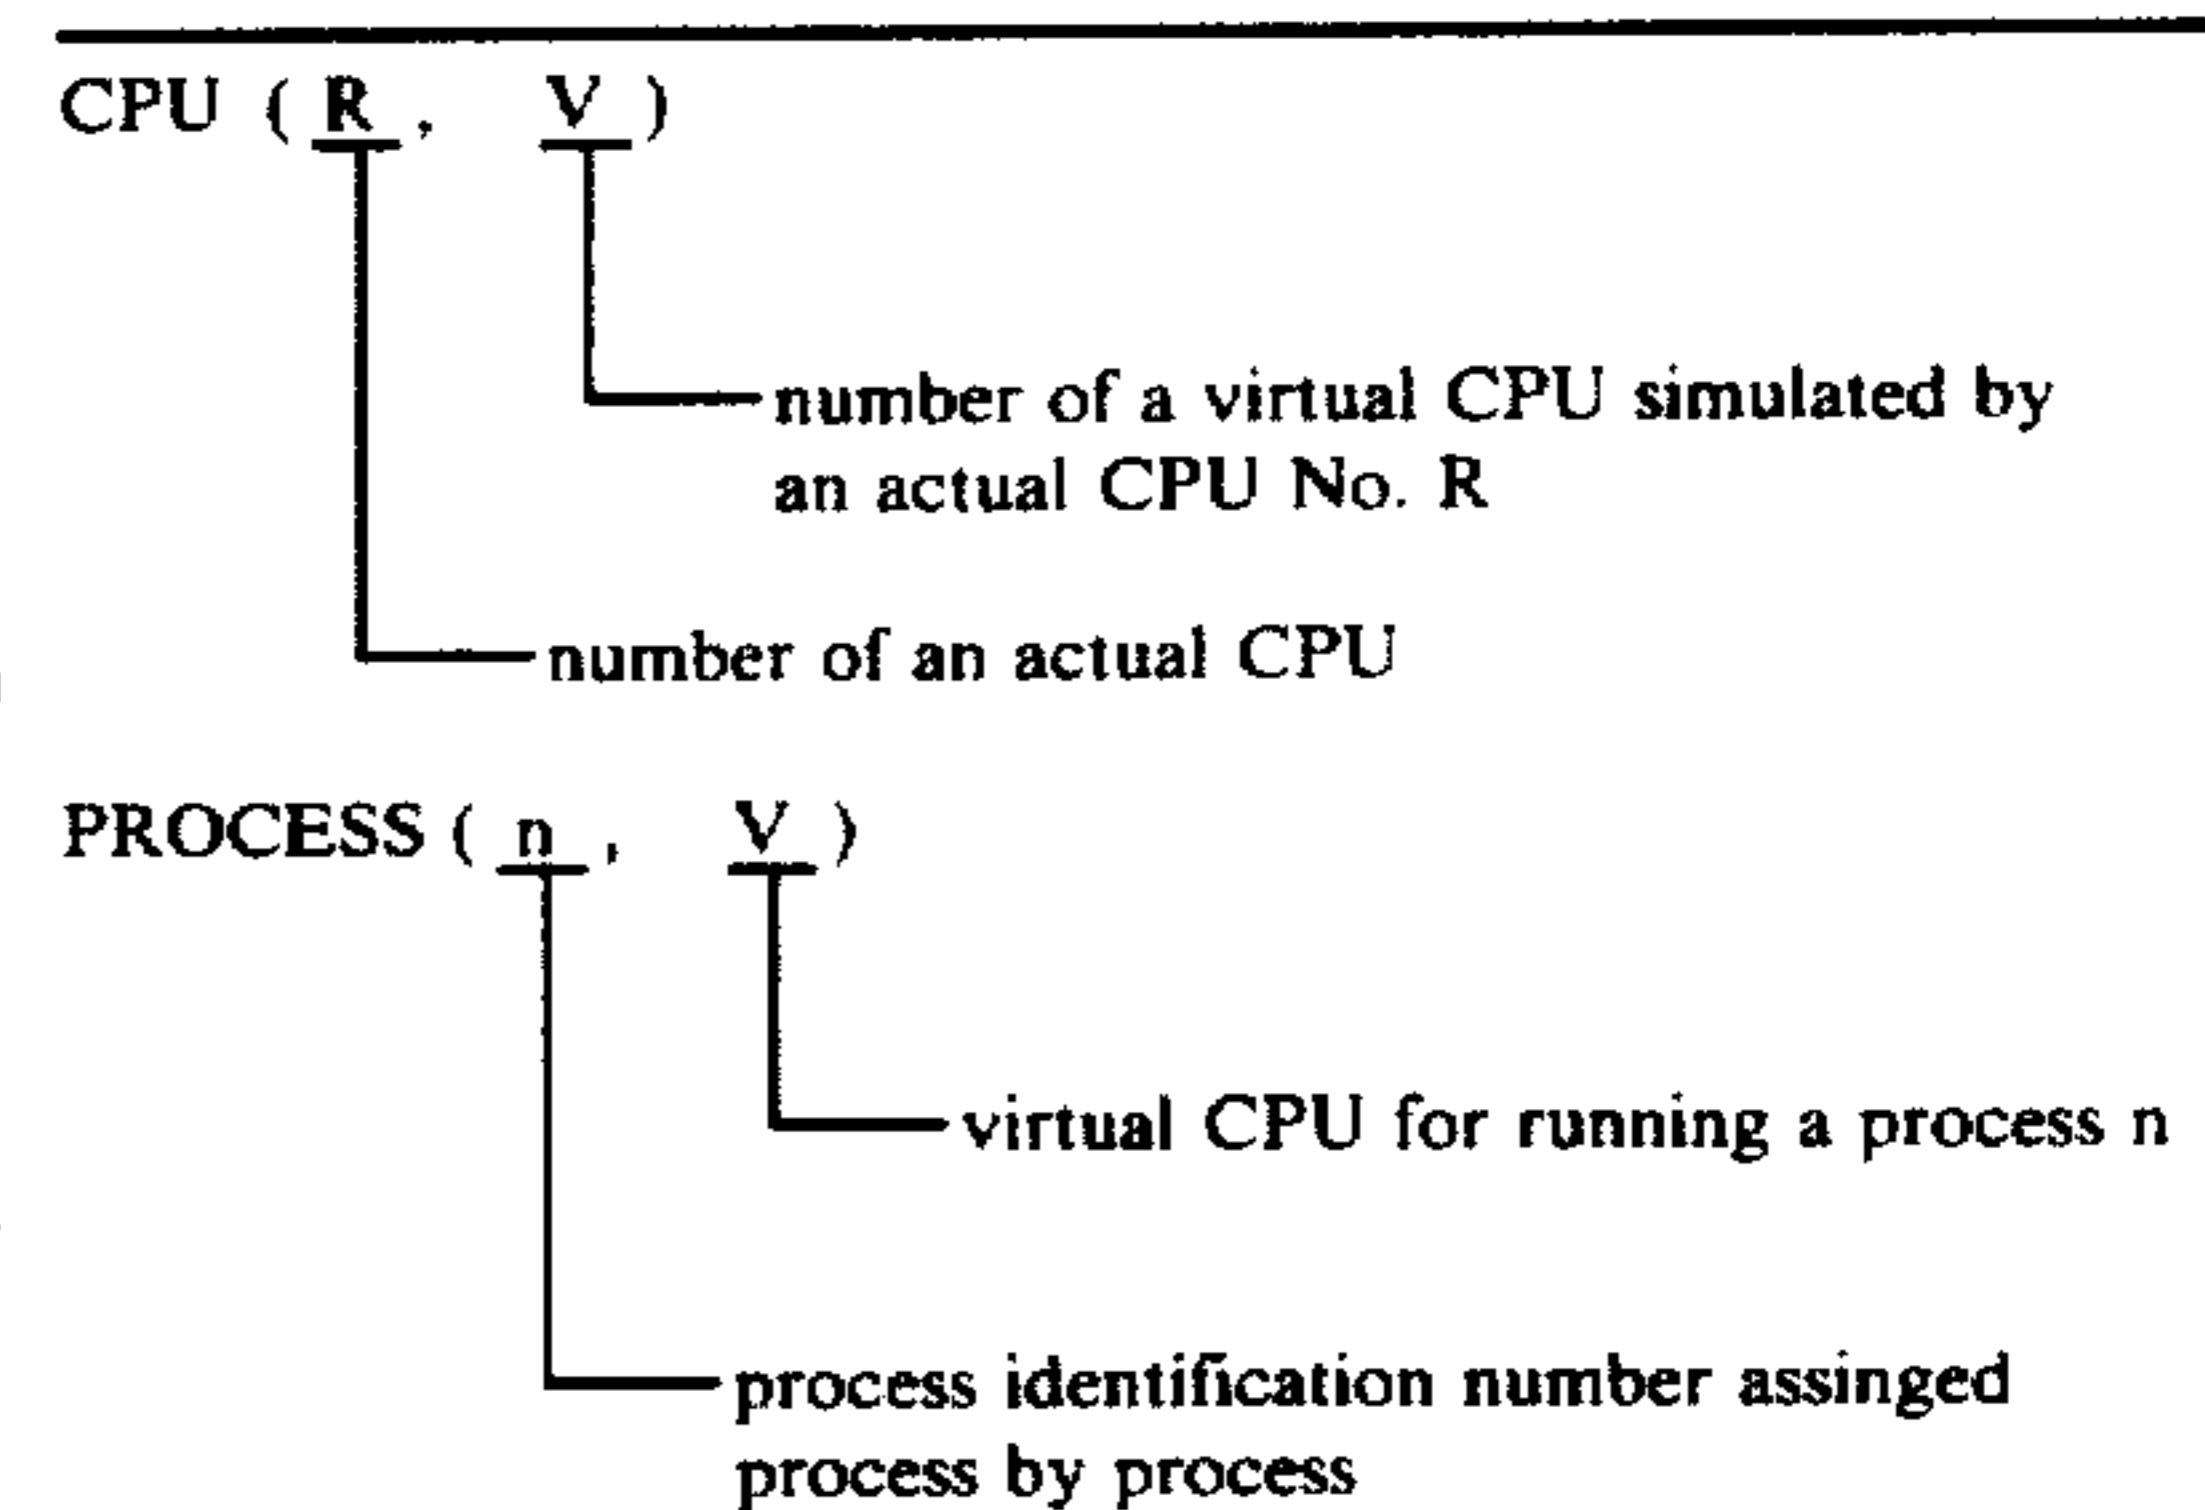 CPU ( R , V )
number of a virtual CPU simulated by
an actual CPU No. R
number of an actual CPU
PROCESS ( n , V )
virtual CPU for running a process n
process identification number assinged
process by process